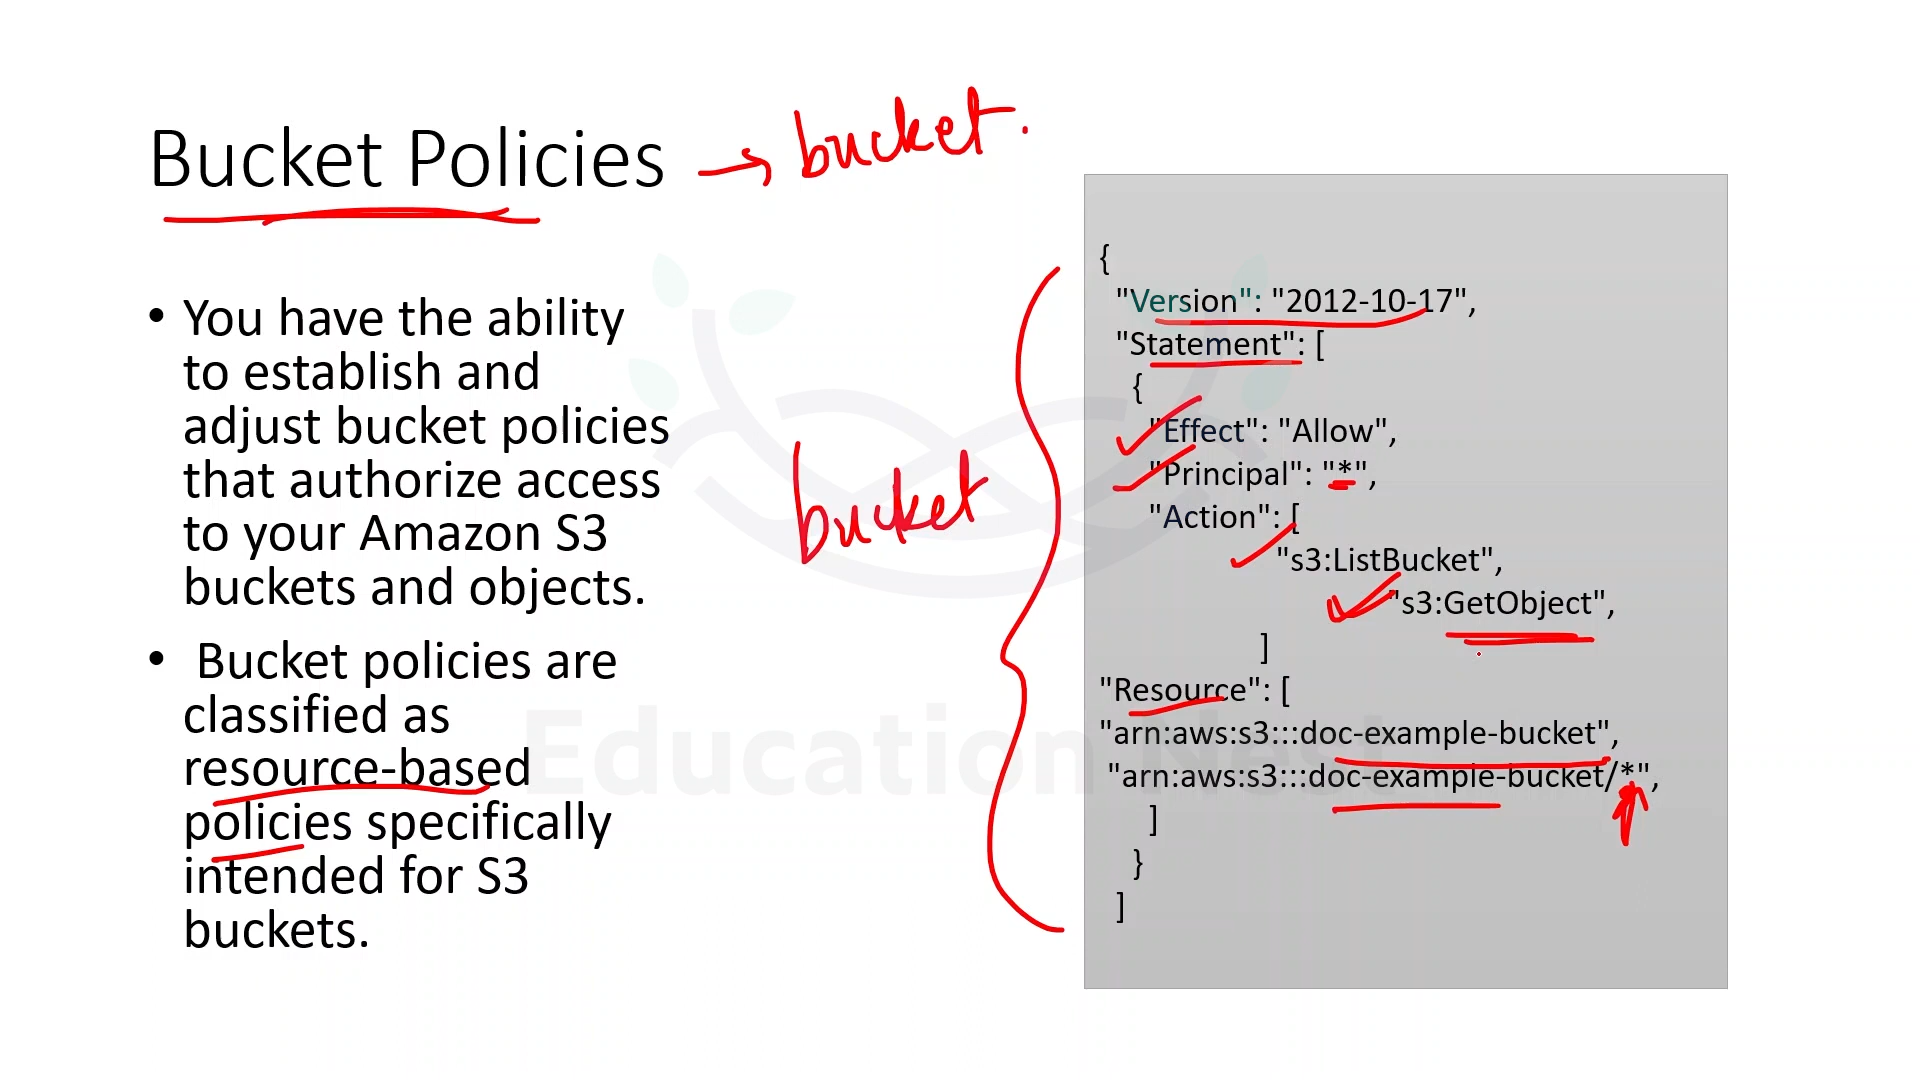 Bucket Policies → bucket.
• You have the ability
to establish and
adjust bucket policies
that authorize access
to your Amazon S3
buckets and objects.
• Bucket policies are
classified as
resource-based
policies specifically
intended for S3
buckets.
bucket
{
"Version": "2012-10-17",
"Statement": [
{
"Effect": "Allow",
"Principal": "*",
"Action": [
"s3:ListBucket",
"s3:GetObject",
]
"Resource": [
"arn:aws:s3:::doc-example-bucket",
"arn:aws:s3:::doc-example-bucket/*",
]
}
]
Education Nest